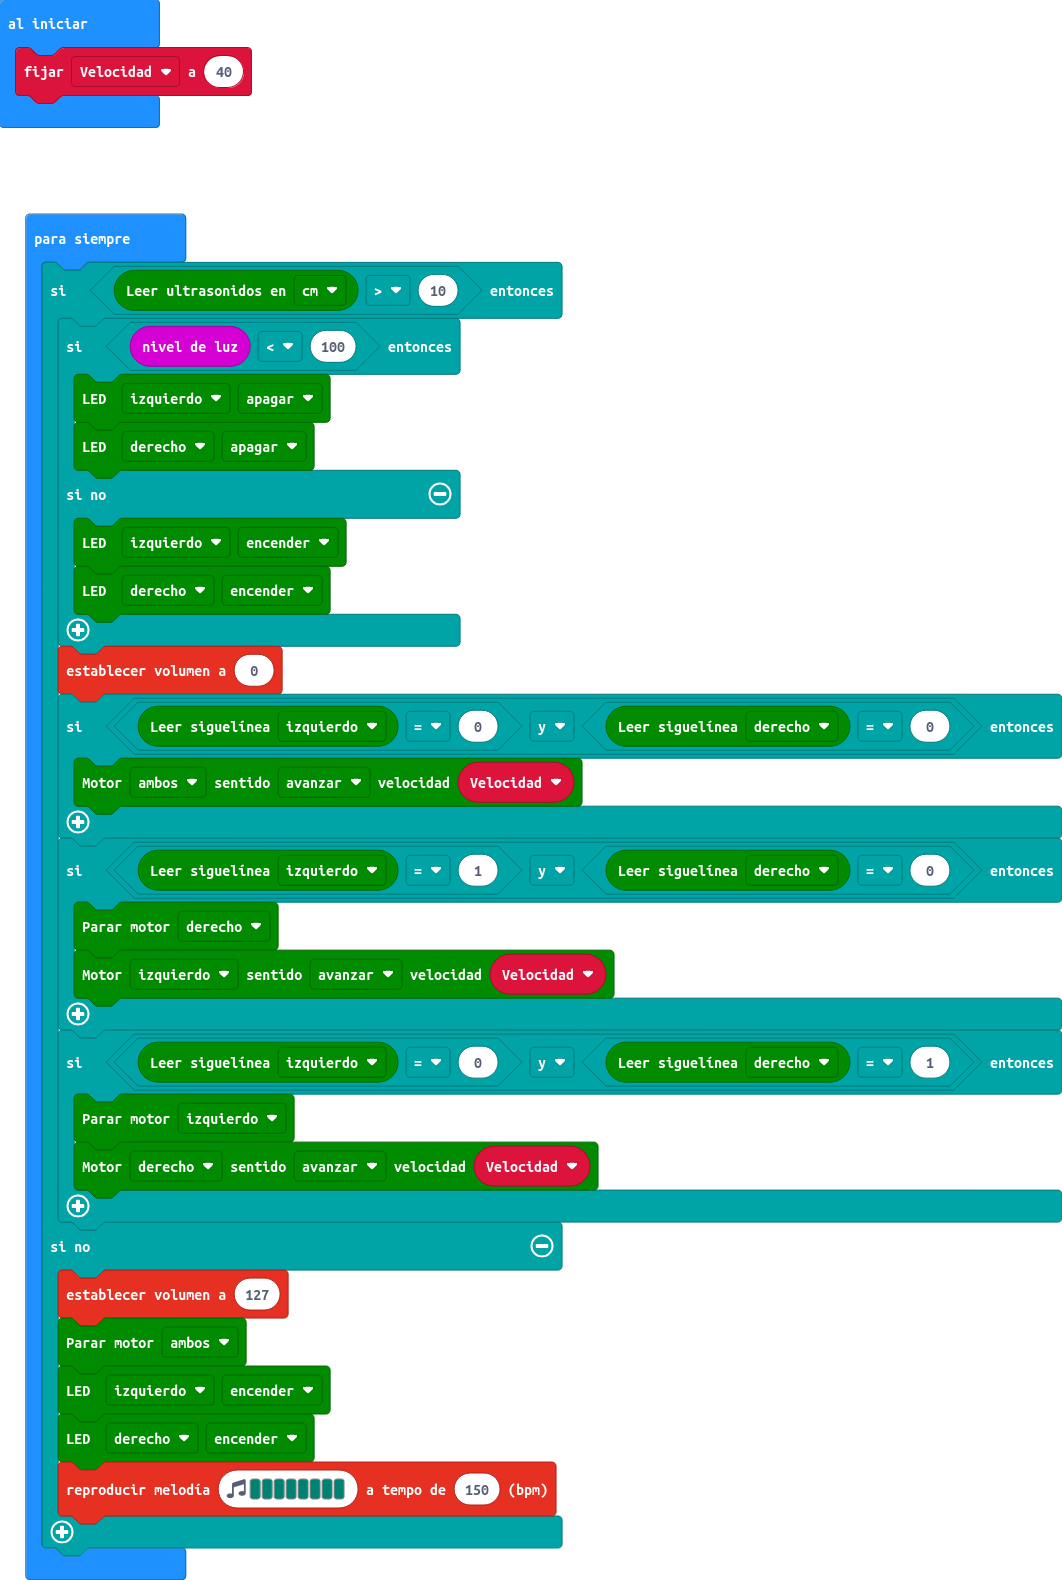 al iniciar
fijar Velocidad a 40
para siempre
si Leer ultrasonidos en cm > 10 entonces
si nivel de luz < 100 entonces
LED izquierdo apagar
LED derecho apagar
si no
LED izquierdo encender
LED derecho encender
establecer volumen a 0
si Leer siguelínea izquierdo = 0 y Leer siguelínea derecho = 0 entonces
Motor ambos sentido avanzar velocidad Velocidad
si Leer siguelínea izquierdo = 1 y Leer siguelínea derecho = 0 entonces
Parar motor derecho
Motor izquierdo sentido avanzar velocidad Velocidad
si Leer siguelínea izquierdo = 0 y Leer siguelínea derecho = 1 entonces
Parar motor izquierdo
Motor derecho sentido avanzar velocidad Velocidad
si no
establecer volumen a 127
Parar motor ambos
LED izquierdo encender
LED derecho encender
reproducir melodía a tempo de 150 (bpm)